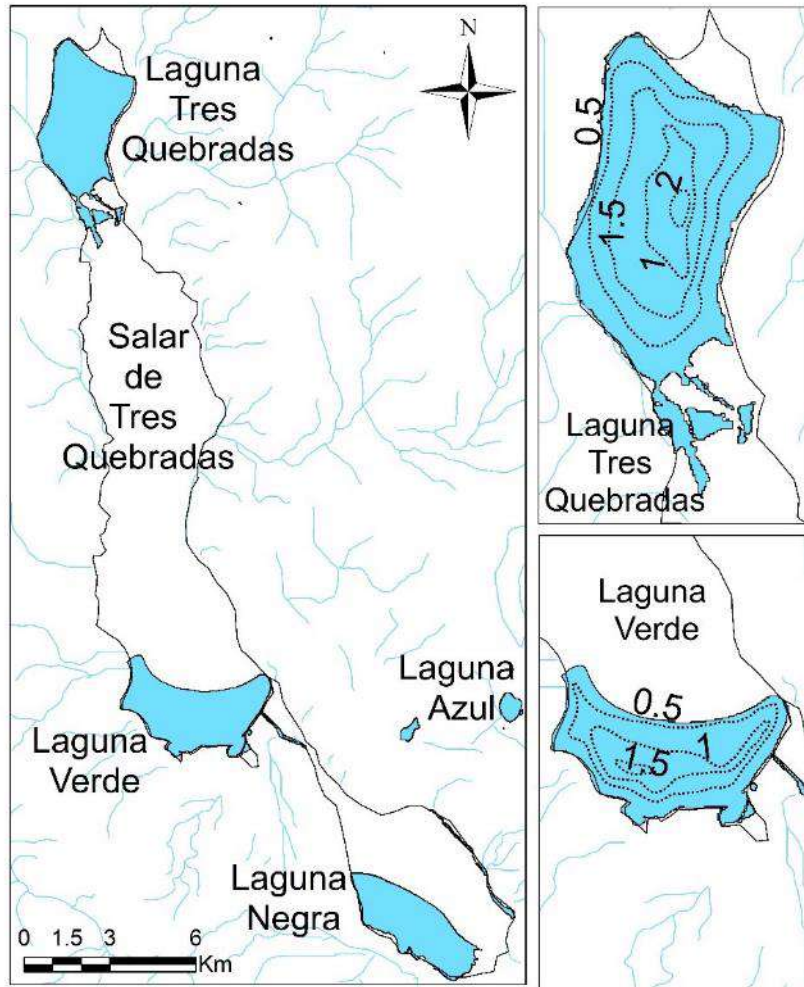 Laguna
Tres
Quebradas
N
Salar
de
Tres
Quebradas
Laguna
Azul
Laguna
Verde
Laguna
Negra
0 1.5 3 6
Km
0.5
2
1.5
1
Laguna
Tres
Quebradas
Laguna
Verde
0.5
1
1.5